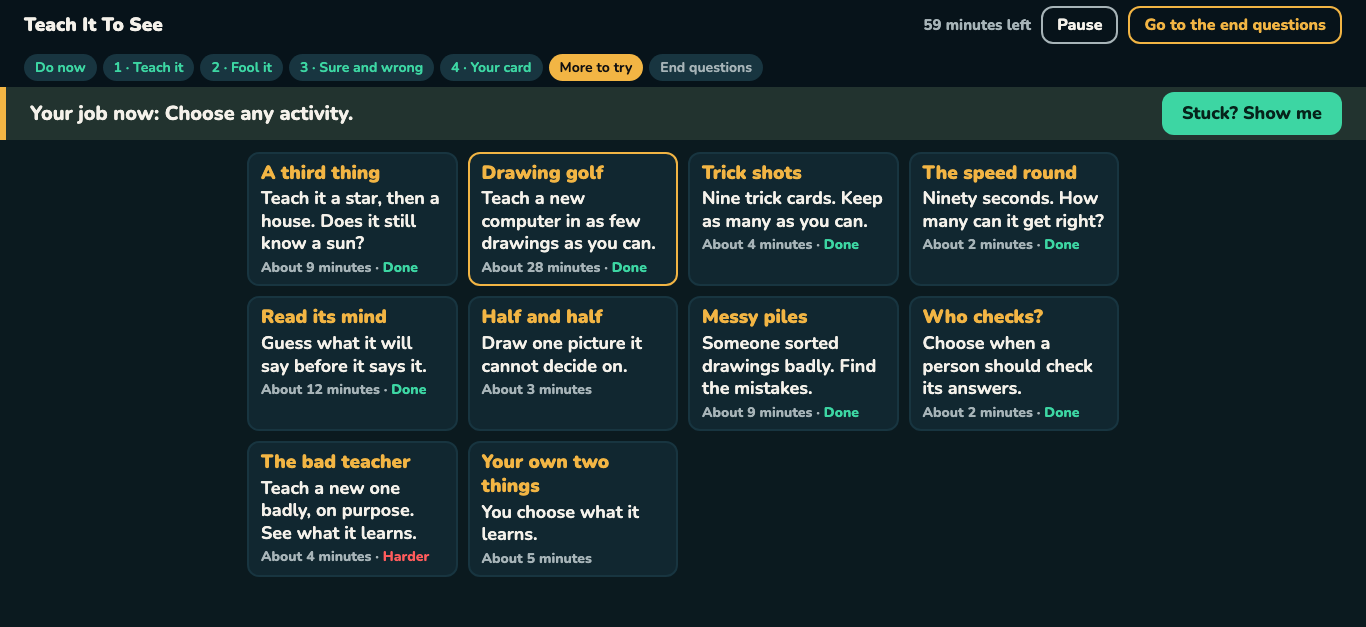 Teach It To See
59 minutes left
Pause
Go to the end questions
Do now
1 · Teach it
2 · Fool it
3 · Sure and wrong
4 · Your card
More to try
End questions
Your job now: Choose any activity.
Stuck? Show me
A third thing
Teach it a star, then a
house. Does it still
know a sun?
About 9 minutes · Done
Drawing golf
Teach a new
computer in as few
drawings as you can.
About 28 minutes · Done
Trick shots
Nine trick cards. Keep
as many as you can.
About 4 minutes · Done
The speed round
Ninety seconds. How
many can it get right?
About 2 minutes · Done
Read its mind
Guess what it will
say before it says it.
About 12 minutes · Done
Half and half
Draw one picture it
cannot decide on.
About 3 minutes
Messy piles
Someone sorted
drawings badly. Find
the mistakes.
About 9 minutes · Done
Who checks?
Choose when a
person should check
its answers.
About 2 minutes · Done
The bad teacher
Teach a new one
badly, on purpose.
See what it learns.
About 4 minutes · Harder
Your own two
things
You choose what it
learns.
About 5 minutes